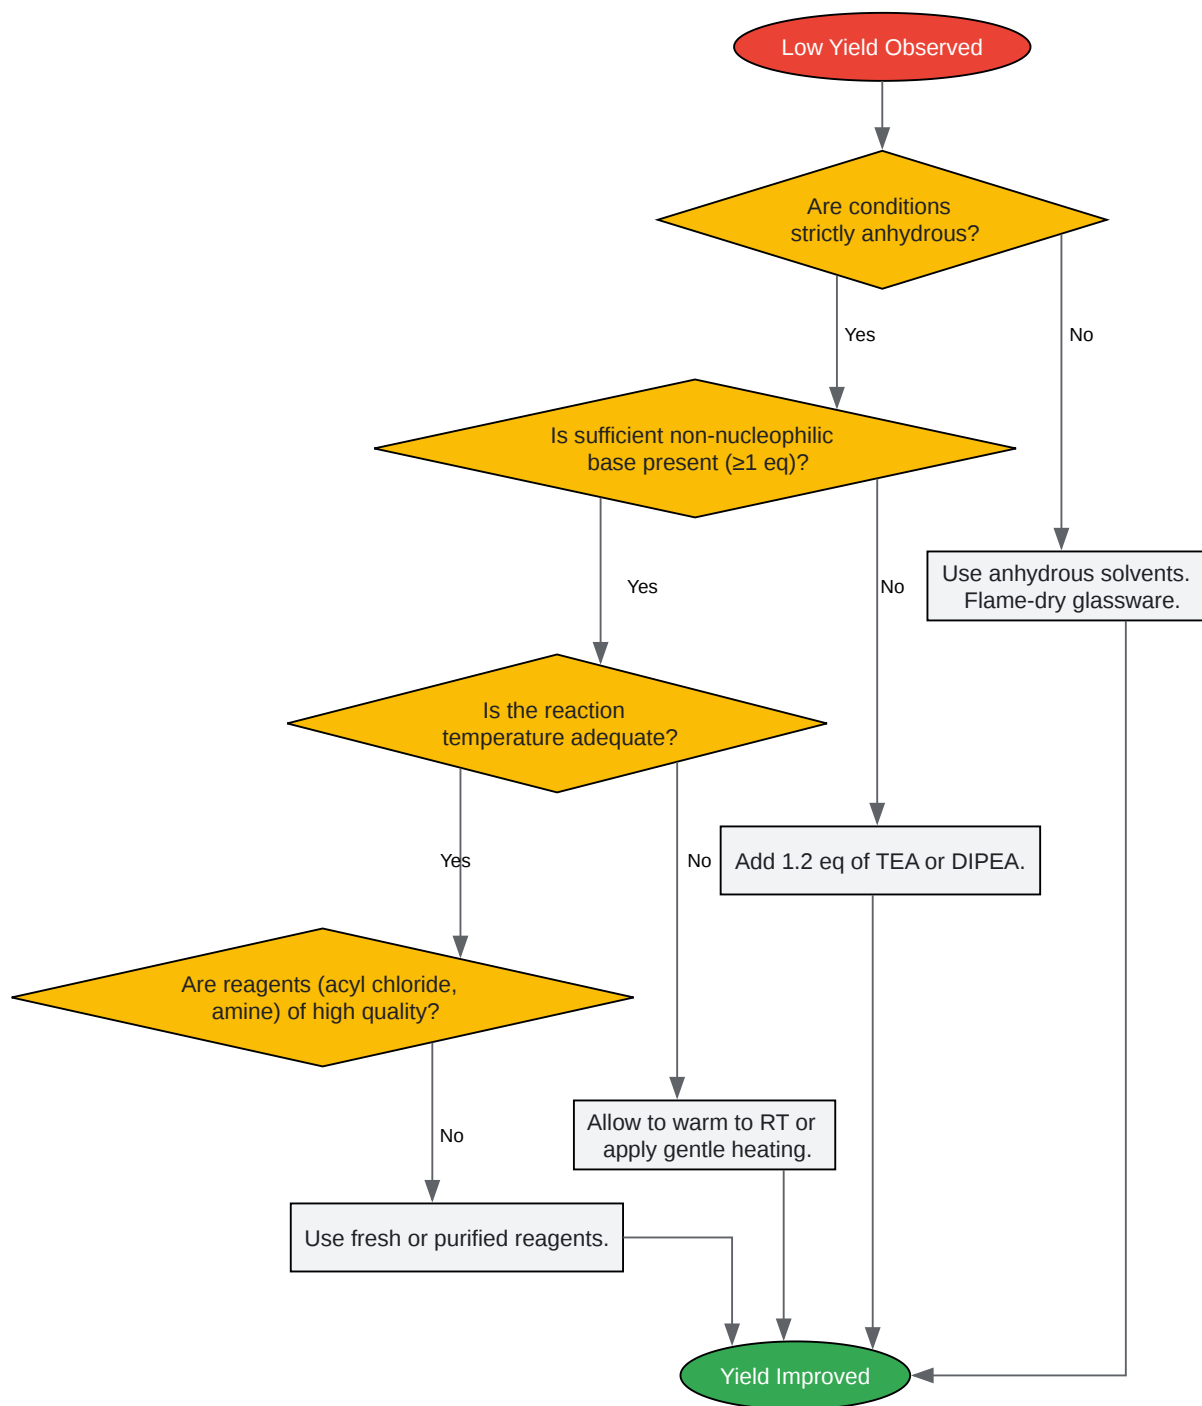 Low Yield Observed
Are conditions
strictly anhydrous?
Yes
No
Is sufficient non-nucleophilic
base present (≥1 eq)?
Yes
No
Use anhydrous solvents.
Flame-dry glassware.
Is the reaction
temperature adequate?
Yes
No
Add 1.2 eq of TEA or DIPEA.
Are reagents (acyl chloride,
amine) of high quality?
No
Allow to warm to RT or
apply gentle heating.
Use fresh or purified reagents.
Yield Improved